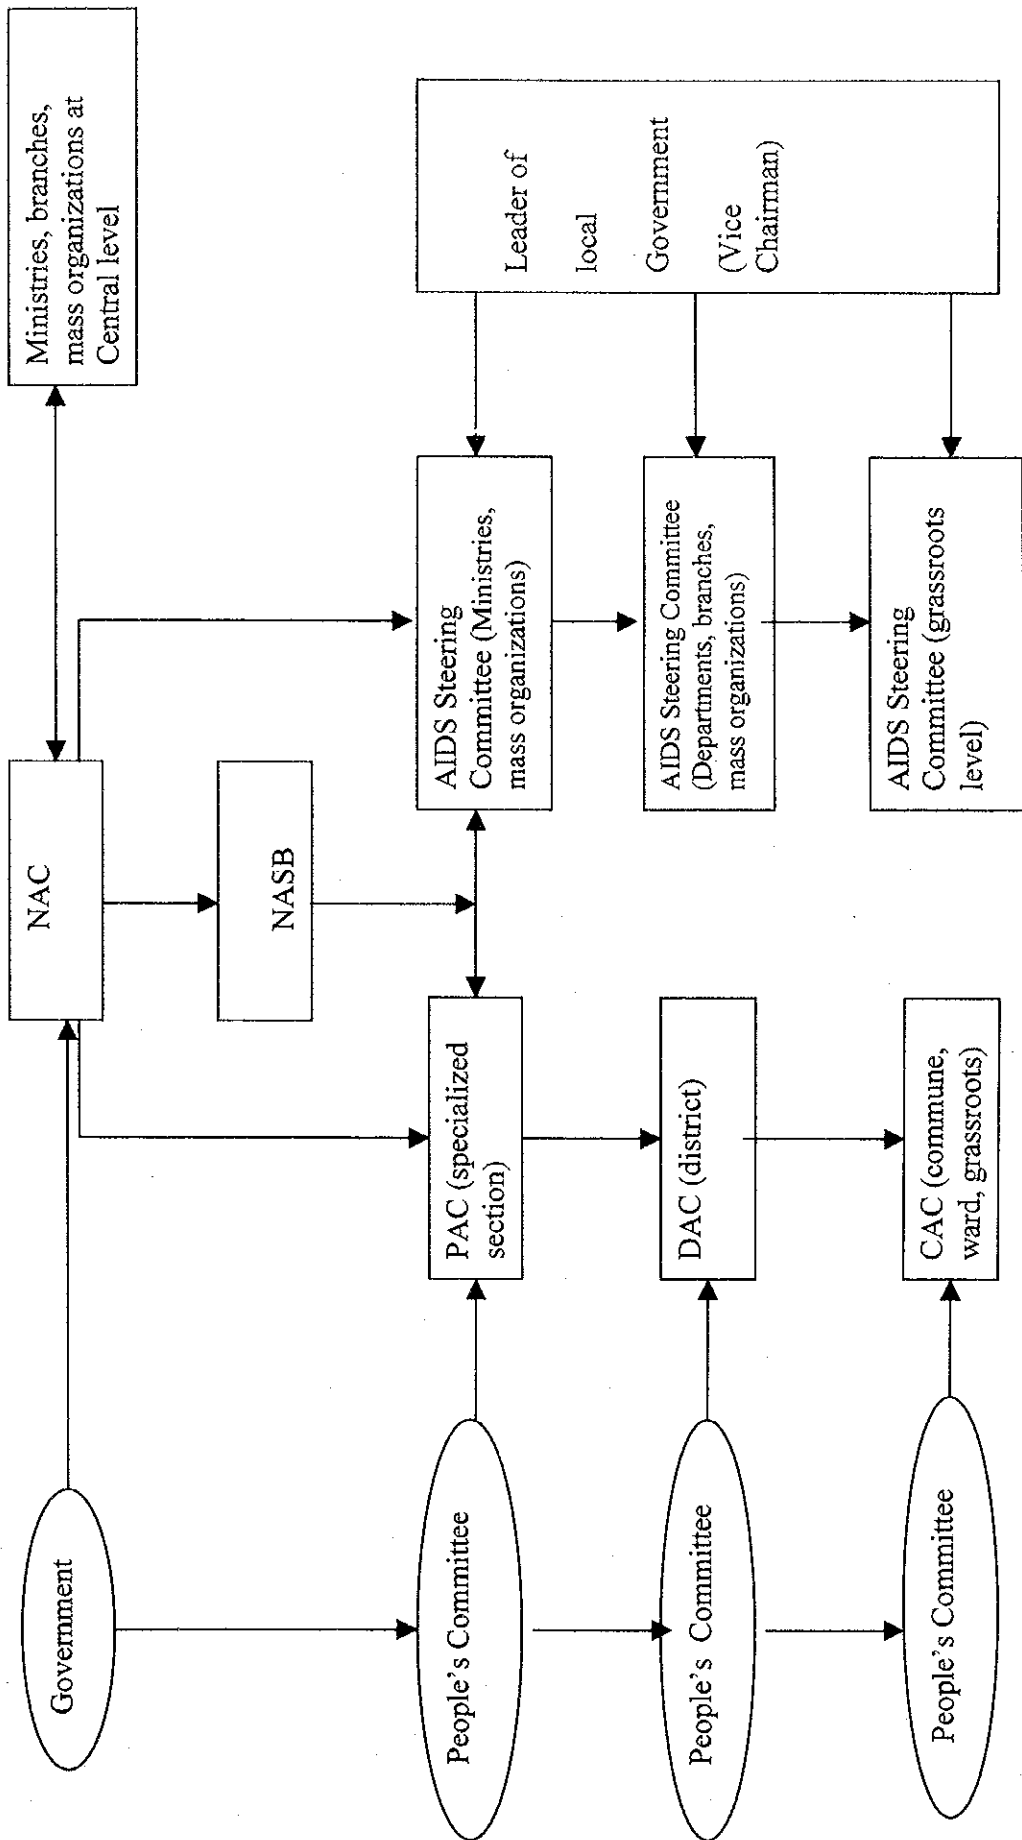 Government
NAC
Ministries, branches,
mass organizations at
Central level
NASB
People's Committee
PAC (specialized
section)
AIDS Steering
Committee (Ministries,
mass organizations)
Leader of
local
Government
(Vice
Chairman)
People's Committee
DAC (district)
AIDS Steering Committee
(Departments, branches,
mass organizations)
People's Committee
CAC (commune,
ward, grassroots)
AIDS Steering
Committee (grassroots
level)